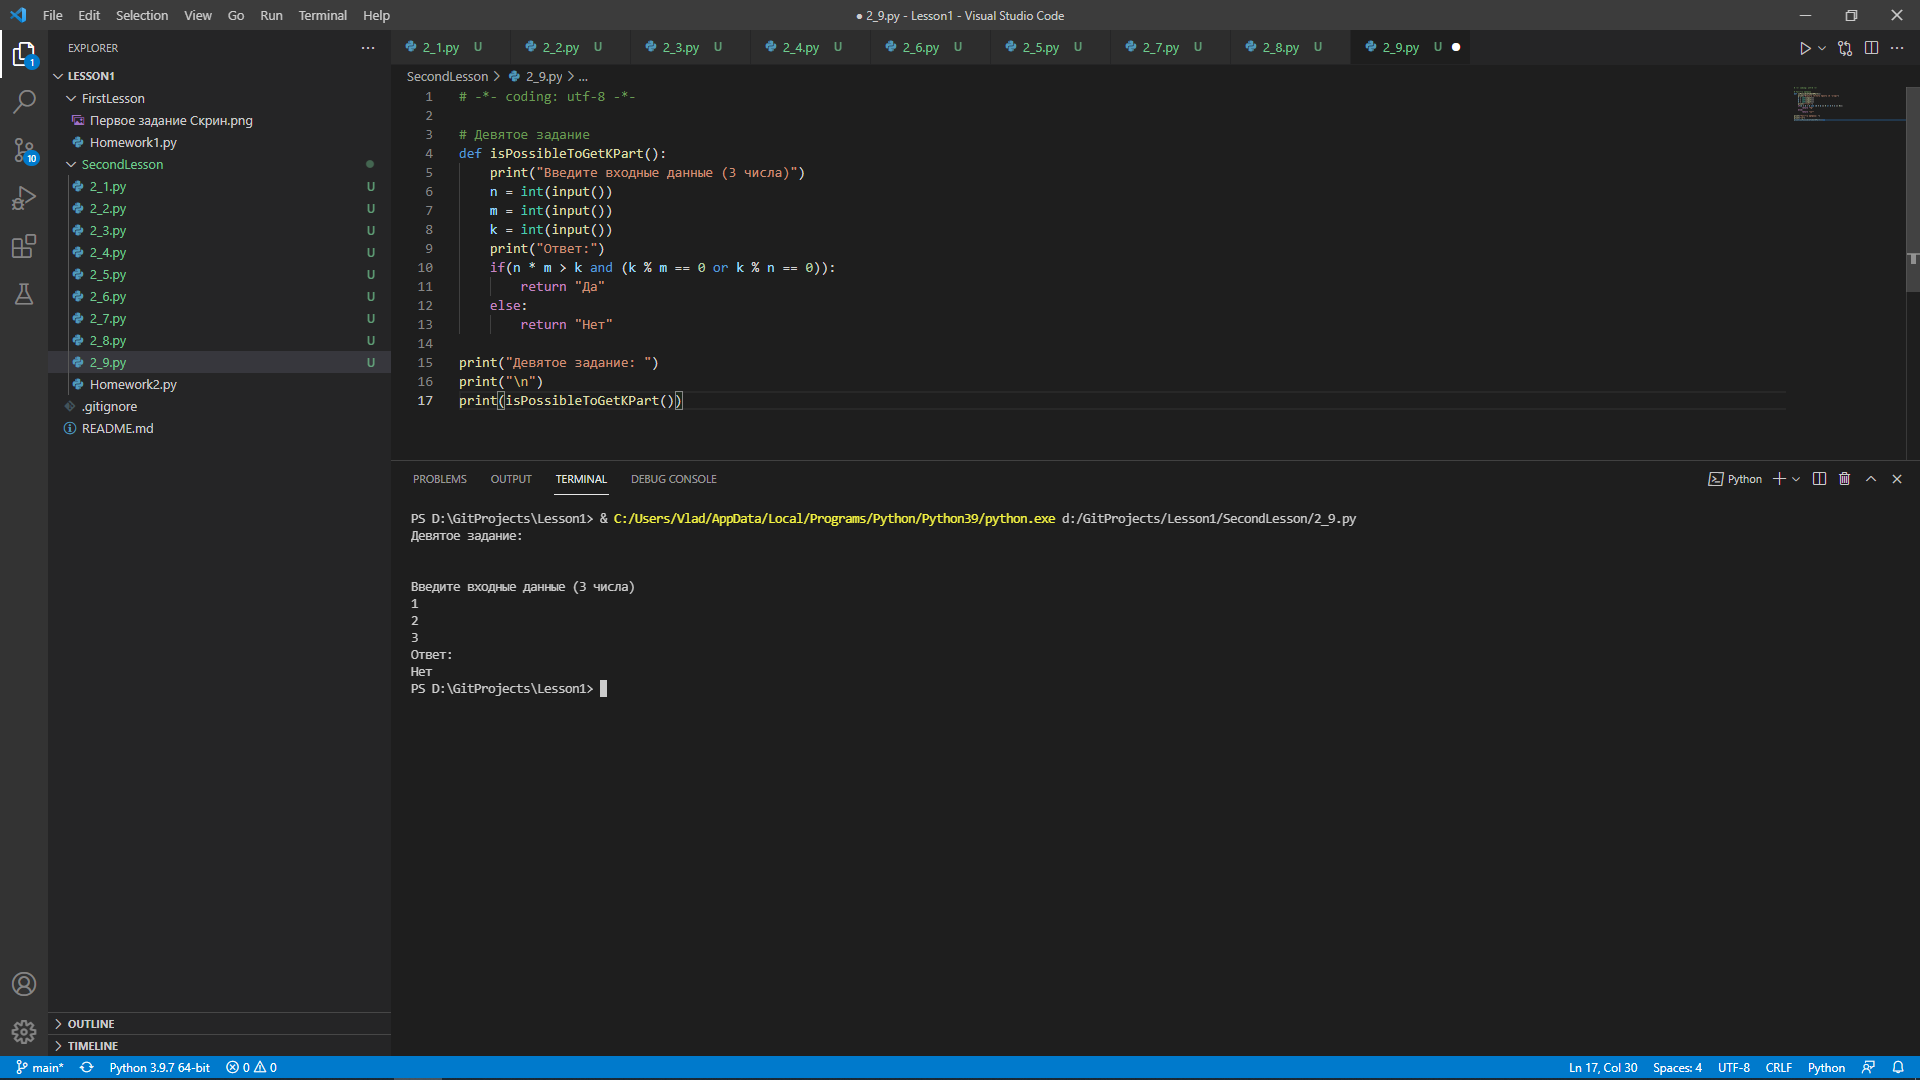 File Edit Selection View Go Run Terminal Help
● 2_9.py - Lesson1 - Visual Studio Code
EXPLORER
LESSON1
FirstLesson
Первое задание Скрин.png
Homework1.py
SecondLesson
2_1.py U
2_2.py U
2_3.py U
2_4.py U
2_5.py U
2_6.py U
2_7.py U
2_8.py U
2_9.py U
Homework2.py
.gitignore
README.md
OUTLINE
TIMELINE
1
10
2_1.py U 2_2.py U 2_3.py U 2_4.py U 2_6.py U 2_5.py U 2_7.py U 2_8.py U 2_9.py U
SecondLesson > 2_9.py > ...
1 # -*- coding: utf-8 -*-
2
3 # Девятое задание
4 def isPossibleToGetKPart():
5 print("Введите входные данные (3 числа)")
6 n = int(input())
7 m = int(input())
8 k = int(input())
9 print("Ответ:")
10 if(n * m > k and (k % m == 0 or k % n == 0)):
11 return "Да"
12 else:
13 return "Нет"
14
15 print("Девятое задание: ")
16 print("\n")
17 print(isPossibleToGetKPart())
PROBLEMS OUTPUT TERMINAL DEBUG CONSOLE
Python
PS D:\GitProjects\Lesson1> & C:/Users/Vlad/AppData/Local/Programs/Python/Python39/python.exe d:/GitProjects/Lesson1/SecondLesson/2_9.py
Девятое задание:
Введите входные данные (3 числа)
1
2
3
Ответ:
Нет
PS D:\GitProjects\Lesson1>
main* Python 3.9.7 64-bit 0 0
Ln 17, Col 30 Spaces: 4 UTF-8 CRLF Python